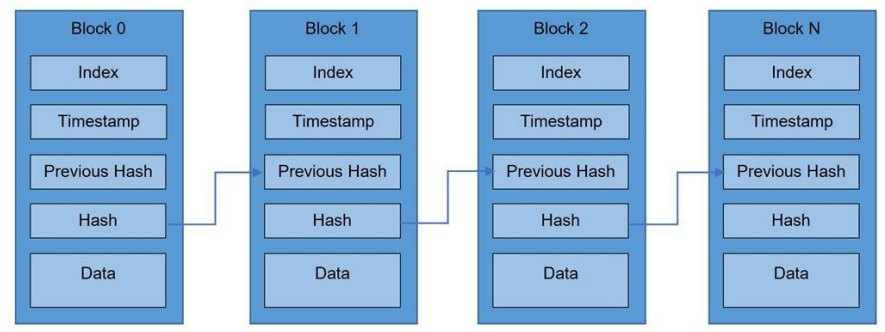 Block 0
Index
Timestamp
Previous Hash
Hash
Data
Block 1
Index
Timestamp
Previous Hash
Hash
Data
Block 2
Index
Timestamp
Previous Hash
Hash
Data
Block N
Index
Timestamp
Previous Hash
Hash
Data